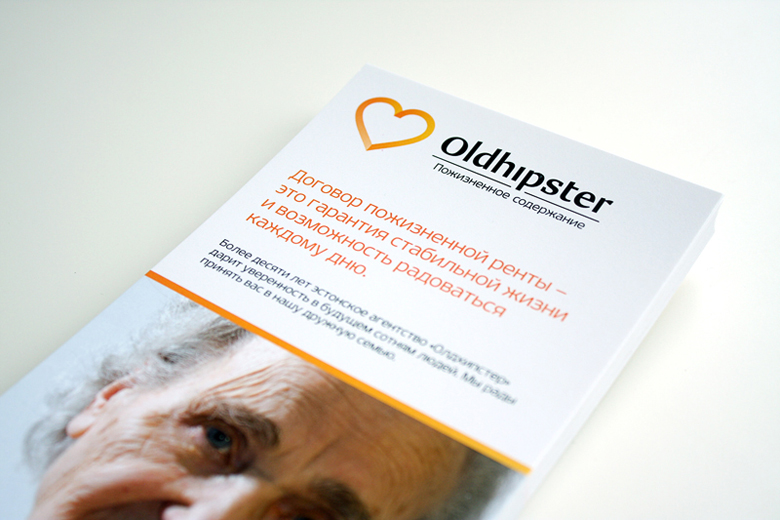 Oldhipster
Пожизненное содержание
Договор пожизненной ренты –
это гарантия стабильной жизни
и возможность радоваться
каждому дню.
Более десяти лет эстонское агентство «Олдхипстер»
дарит уверенность в будущем сотням людей. Мы рады
принять вас в нашу дружную семью.